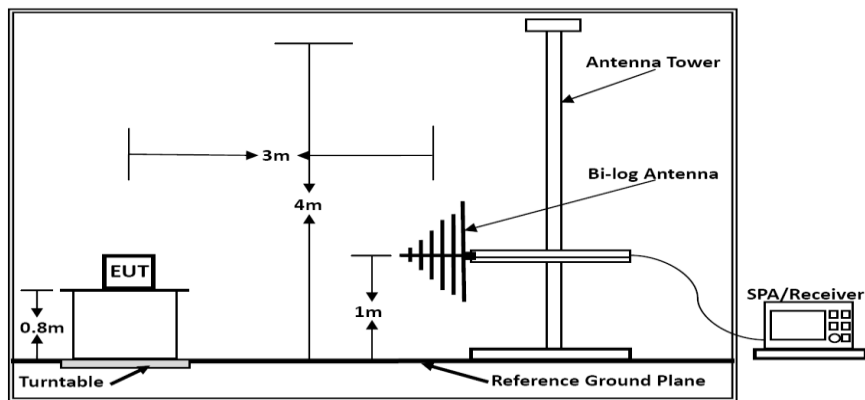 Antenna Tower
3m
Bi-log Antenna
4m
EUT
SPA/Receiver
0.8m
1m
Turntable
Reference Ground Plane